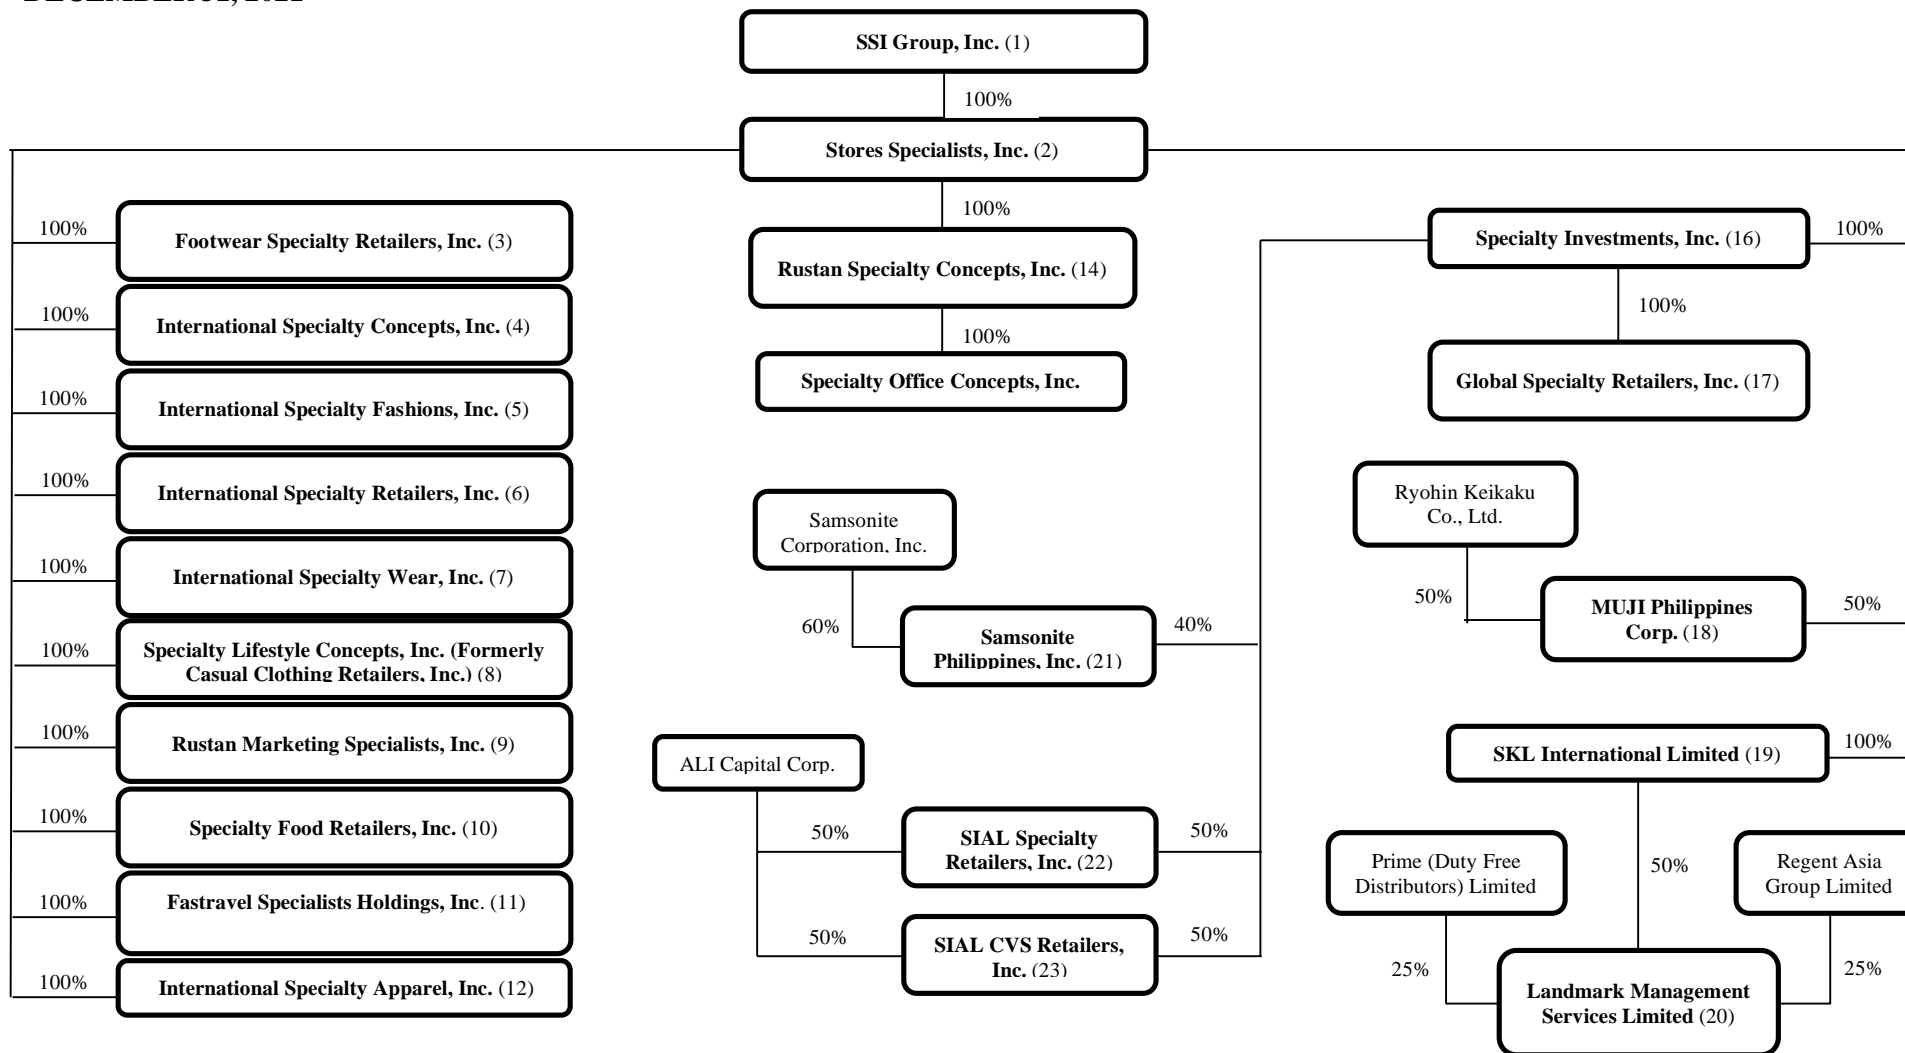 SSI Group, Inc. (1)
100%
Stores Specialists, Inc. (2)
100%
Footwear Specialty Retailers, Inc. (3)
100%
International Specialty Concepts, Inc. (4)
100%
International Specialty Fashions, Inc. (5)
100%
International Specialty Retailers, Inc. (6)
100%
International Specialty Wear, Inc. (7)
100%
Specialty Lifestyle Concepts, Inc. (Formerly
Casual Clothing Retailers, Inc.) (8)
100%
Rustan Marketing Specialists, Inc. (9)
100%
Specialty Food Retailers, Inc. (10)
100%
Fastravel Specialists Holdings, Inc. (11)
100%
International Specialty Apparel, Inc. (12)
100%
Rustan Specialty Concepts, Inc. (14)
100%
Specialty Office Concepts, Inc.
Samsonite
Corporation, Inc.
60%
Samsonite
Philippines, Inc. (21)
40%
ALI Capital Corp.
50%
SIAL Specialty
Retailers, Inc. (22)
50%
50%
SIAL CVS Retailers,
Inc. (23)
50%
Specialty Investments, Inc. (16)
100%
100%
Global Specialty Retailers, Inc. (17)
Ryohin Keikaku
Co., Ltd.
50%
MUJI Philippines
Corp. (18)
50%
SKL International Limited (19)
100%
Prime (Duty Free
Distributors) Limited
50%
Regent Asia
Group Limited
25%
Landmark Management
Services Limited (20)
25%